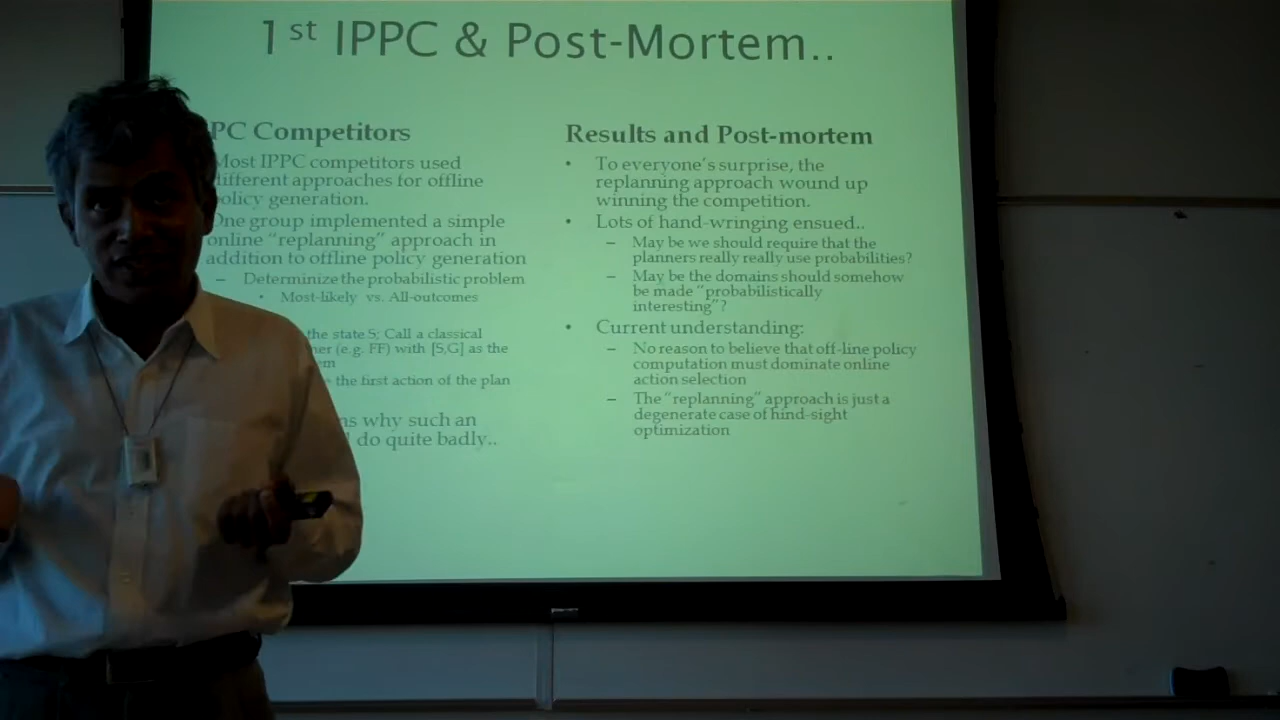 1st IPPC & Post-Mortem..
PC Competitors
Most IPPC competitors used
different approaches for offline
policy generation.
One group implemented a simple
online “replanning” approach in
addition to offline policy generation
– Determinize the probabilistic problem
• Most-likely vs. All-outcomes
the state S; Call a classical
(e.g. FF) with [S,G] as the
the first action of the plan
why such an
do quite badly..
Results and Post-mortem
• To everyone’s surprise, the
replanning approach wound up
winning the competition.
• Lots of hand-wringing ensued..
– May be we should require that the
planners really really use probabilities?
– May be the domains should somehow
be made “probabilistically
interesting”?
• Current understanding:
– No reason to believe that off-line policy
computation must dominate online
action selection
– The “replanning” approach is just a
degenerate case of hind-sight
optimization